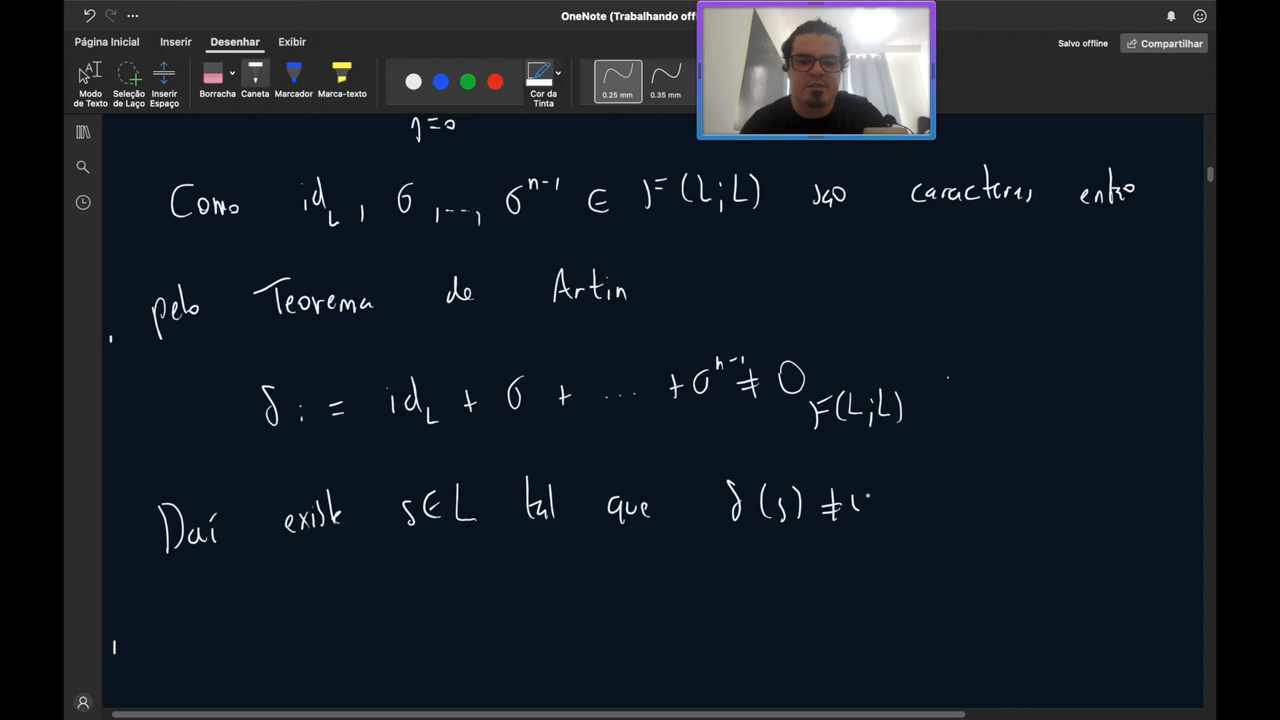 OneNote (Trabalhando off
Página Inicial Inserir Desenhar Exibir
Salvo offline Compartilhar
Modo de Texto
Seleção de Laço
Inserir Espaço
Borracha
Caneta
Marcador
Marca-texto
Cor da Tinta
0.25 mm
0.35 mm
j=0
Como id_L, σ, ..., σ^{n-1} ∈ F(L;L) são caracteres, então
pelo Teorema de Artin
δ := id_L + σ + ... + σ^{n-1} ≠ 0_{F(L;L)}
Daí existe s∈L tal que δ(s) ≠